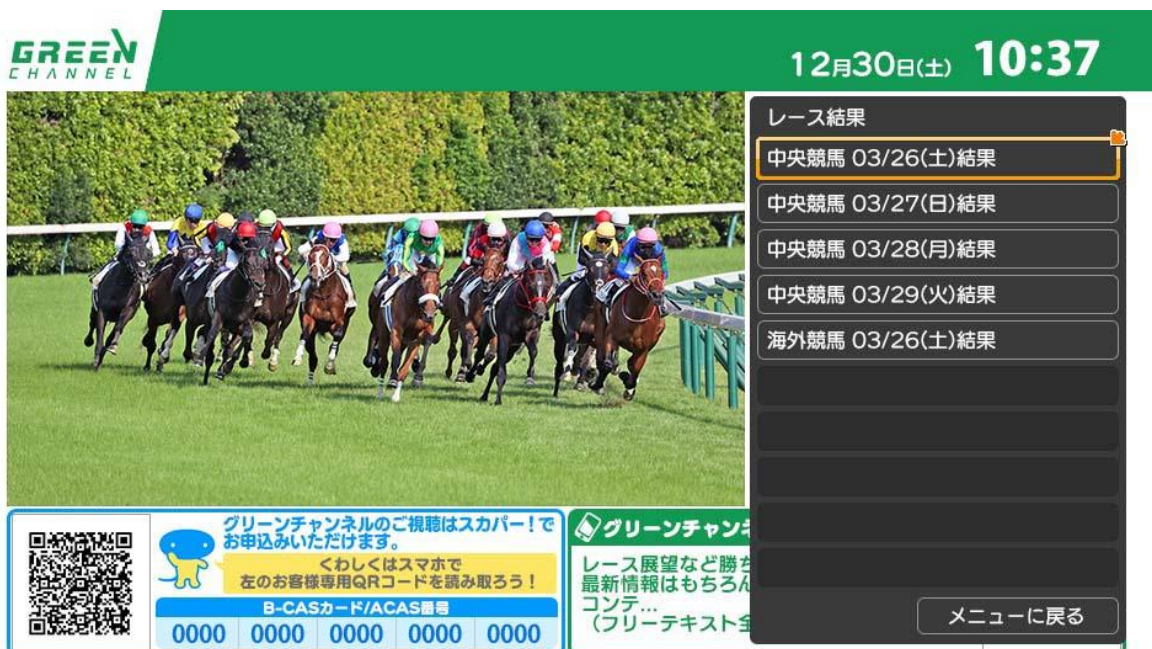 GREEN
CHANNEL
12月30日(土) 10:37
レース結果
中央競馬 03/26(土)結果
中央競馬 03/27(日)結果
中央競馬 03/28(月)結果
中央競馬 03/29(火)結果
海外競馬 03/26(土)結果
メニューに戻る
グリーンチャンネルのご視聴はスカパー！で
お申込みいただけます。
くわしくはスマホで
左のお客様専用QRコードを読み取ろう！
B-CASカード/ACAS番号
0000 0000 0000 0000 0000
グリーンチャンネ
レース展望など勝ち
最新情報はもちろん
コンテ...
（フリーテキスト全